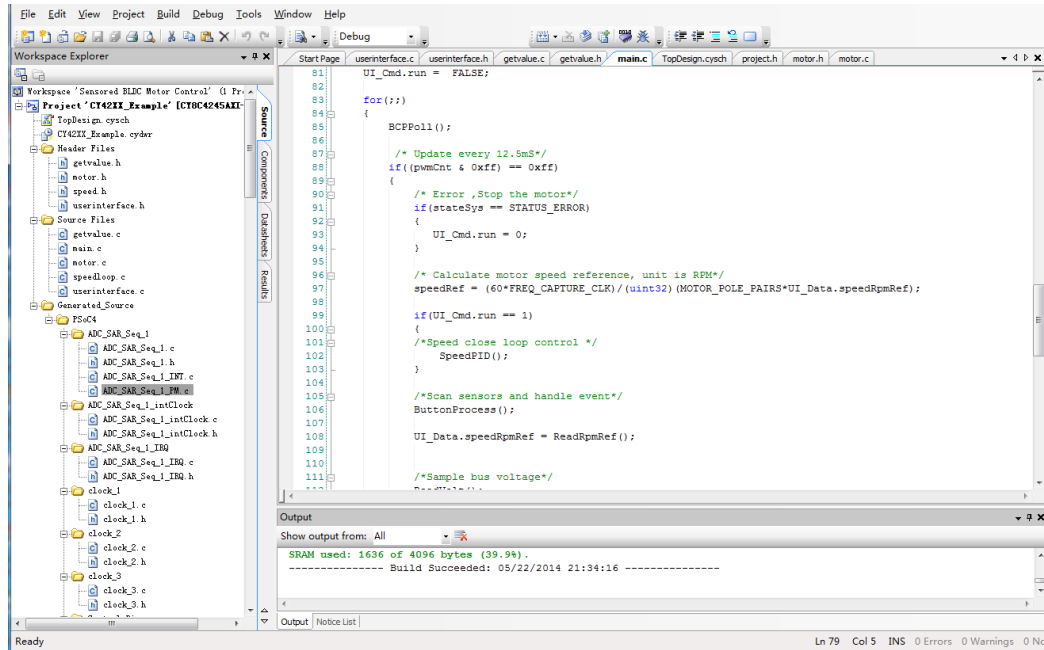 File Edit View Project Build Debug Tools Window Help
Debug
Workspace Explorer
Workspace 'Sensored BLDC Motor Control' (1 Pr
Project 'CY42XX_Example' [CY8C4245AXI-
TopDesign.cysch
CY42XX_Example.cydwr
Header Files
getvalue.h
motor.h
speed.h
userinterface.h
Source Files
getvalue.c
main.c
motor.c
speedloop.c
userinterface.c
Generated_Source
PSoC4
ADC_SAR_Seq_1
ADC_SAR_Seq_1.c
ADC_SAR_Seq_1.h
ADC_SAR_Seq_1_INT.c
ADC_SAR_Seq_1_PM.c
ADC_SAR_Seq_1_intClock
ADC_SAR_Seq_1_intClock.c
ADC_SAR_Seq_1_intClock.h
ADC_SAR_Seq_1_IRQ
ADC_SAR_Seq_1_IRQ.c
ADC_SAR_Seq_1_IRQ.h
clock_1
clock_1.c
clock_1.h
clock_2
clock_2.c
clock_2.h
clock_3
clock_3.c
clock_3.h
Source
Components
Datasheets
Results
Start Page userinterface.c userinterface.h getvalue.c getvalue.h main.c TopDesign.cysch project.h motor.h motor.c
81 UI_Cmd.run = FALSE;
82
83 for(;;)
84 {
85 BCPPoll();
86
87 /* Update every 12.5mS*/
88 if((pwmCnt & 0xff) == 0xff)
89 {
90 /* Error ,Stop the motor*/
91 if(stateSys == STATUS_ERROR)
92 {
93 UI_Cmd.run = 0;
94 }
95
96 /* Calculate motor speed reference, unit is RPM*/
97 speedRef = (60*FREQ_CAPTURE_CLK)/(uint32)(MOTOR_POLE_PAIRS*UI_Data.speedRpmRef);
98
99 if(UI_Cmd.run == 1)
100 {
101 /*Speed close loop control */
102 SpeedPID();
103 }
104
105 /*Scan sensors and handle event*/
106 ButtonProcess();
107
108 UI_Data.speedRpmRef = ReadRpmRef();
109
110
111 /*Sample bus voltage*/
Output
Show output from: All
SRAM used: 1636 of 4096 bytes (39.9%).
--------------- Build Succeeded: 05/22/2014 21:34:16 ---------------
Output Notice List
Ready Ln 79 Col 5 INS 0 Errors 0 Warnings 0 No